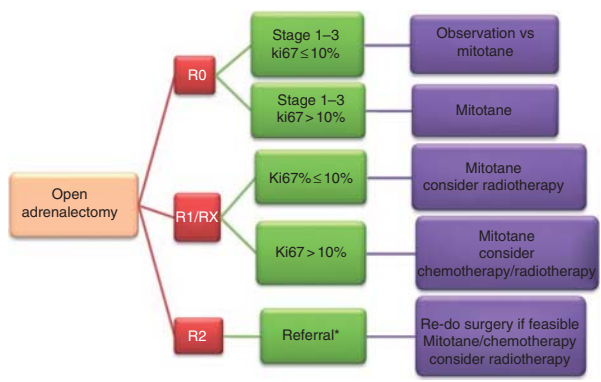 Open
adrenalectomy
R0
Stage 1–3
ki67≤10%
Observation vs
mitotane
Stage 1–3
ki67>10%
Mitotane
R1/RX
Ki67%≤10%
Mitotane
consider radiotherapy
Ki67>10%
Mitotane
consider
chemotherapy/radiotherapy
R2
Referral*
Re-do surgery if feasible
Mitotane/chemotherapy
consider radiotherapy